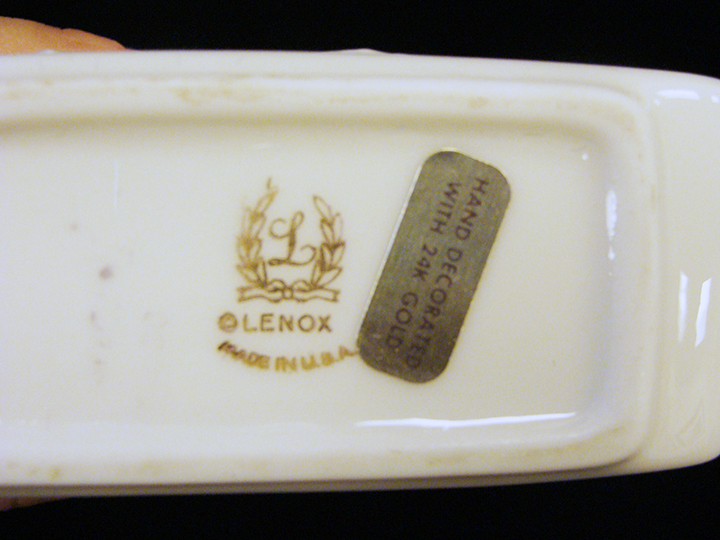 L
©LENOX
MADE IN U.S.A.
HAND DECORATED
WITH 24K GOLD